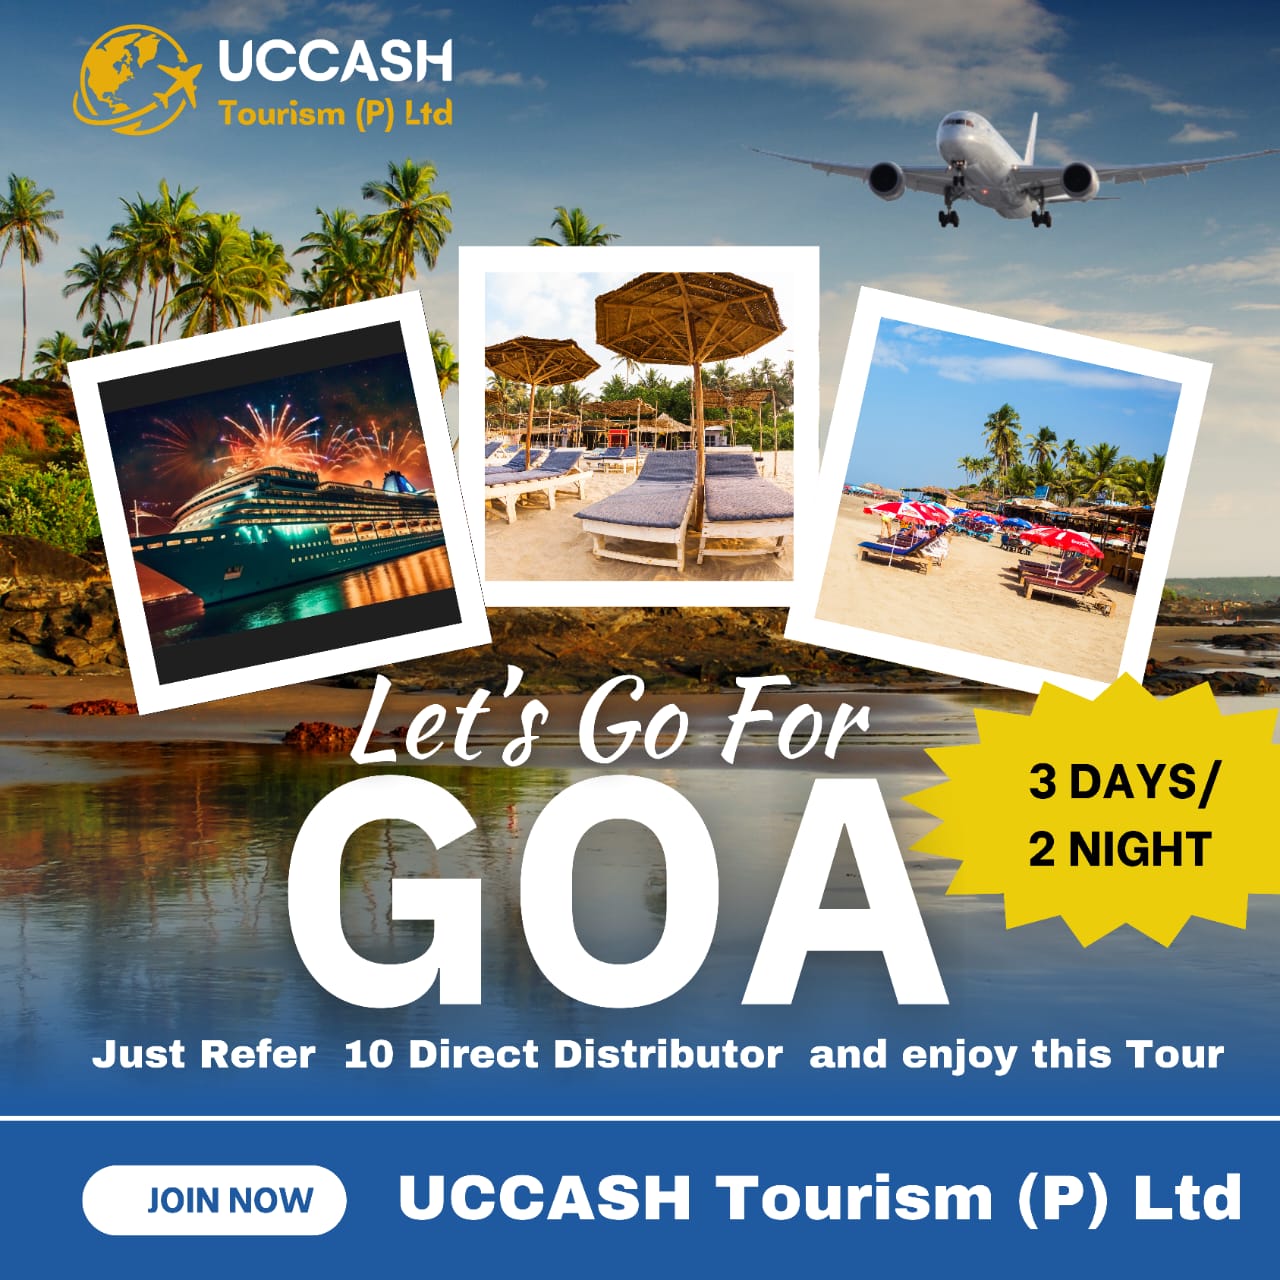 UCCASH
Tourism (P) Ltd
Let's Go For
GOA
3 DAYS/
2 NIGHT
Just Refer 10 Direct Distributor and enjoy this Tour
JOIN NOW
UCCASH Tourism (P) Ltd